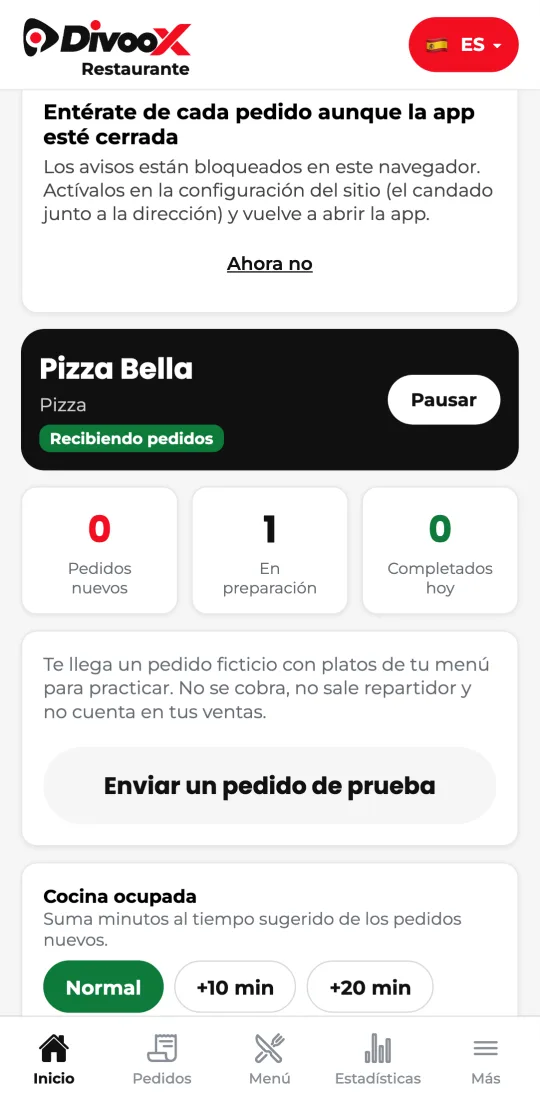 DivooX
Restaurante
ES
Entérate de cada pedido aunque la app
esté cerrada
Los avisos están bloqueados en este navegador.
Actívalos en la configuración del sitio (el candado
junto a la dirección) y vuelve a abrir la app.
Ahora no
Pizza Bella
Pizza
Recibiendo pedidos
Pausar
0
Pedidos
nuevos
1
En
preparación
0
Completados
hoy
Te llega un pedido ficticio con platos de tu menú
para practicar. No se cobra, no sale repartidor y
no cuenta en tus ventas.
Enviar un pedido de prueba
Cocina ocupada
Suma minutos al tiempo sugerido de los pedidos
nuevos.
Normal
+10 min
+20 min
Inicio
Pedidos
Menú
Estadísticas
Más